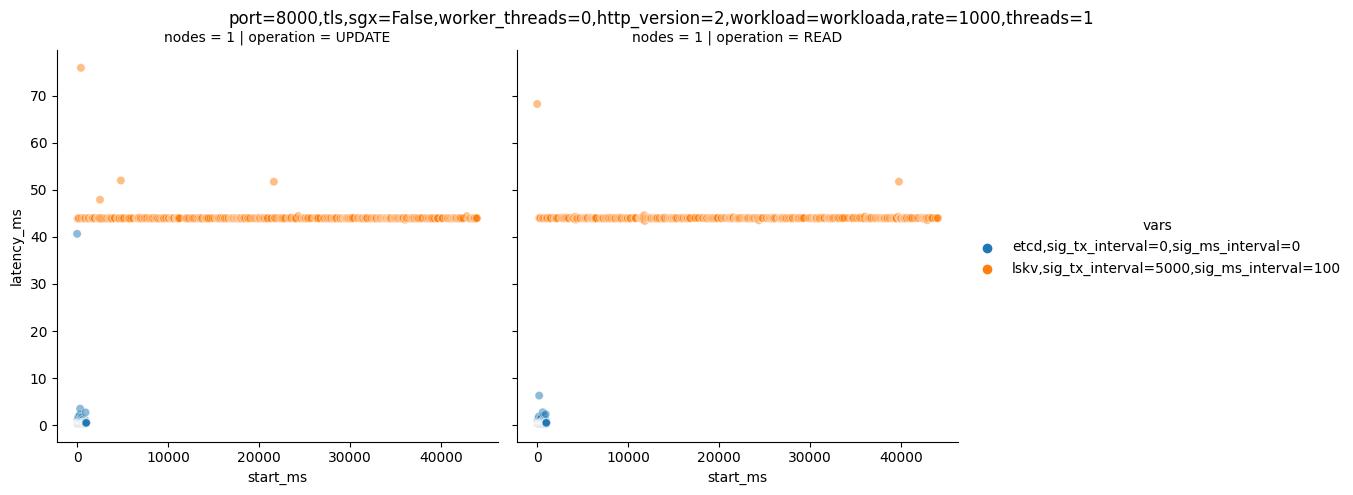 port=8000,tls,sgx=False,worker_threads=0,http_version=2,workload=workloada,rate=1000,threads=1
nodes = 1 | operation = UPDATE
nodes = 1 | operation = READ
latency_ms
70
60
50
40
30
20
10
0
0 10000 20000 30000 40000
start_ms
0 10000 20000 30000 40000
start_ms
vars
etcd,sig_tx_interval=0,sig_ms_interval=0
lskv,sig_tx_interval=5000,sig_ms_interval=100